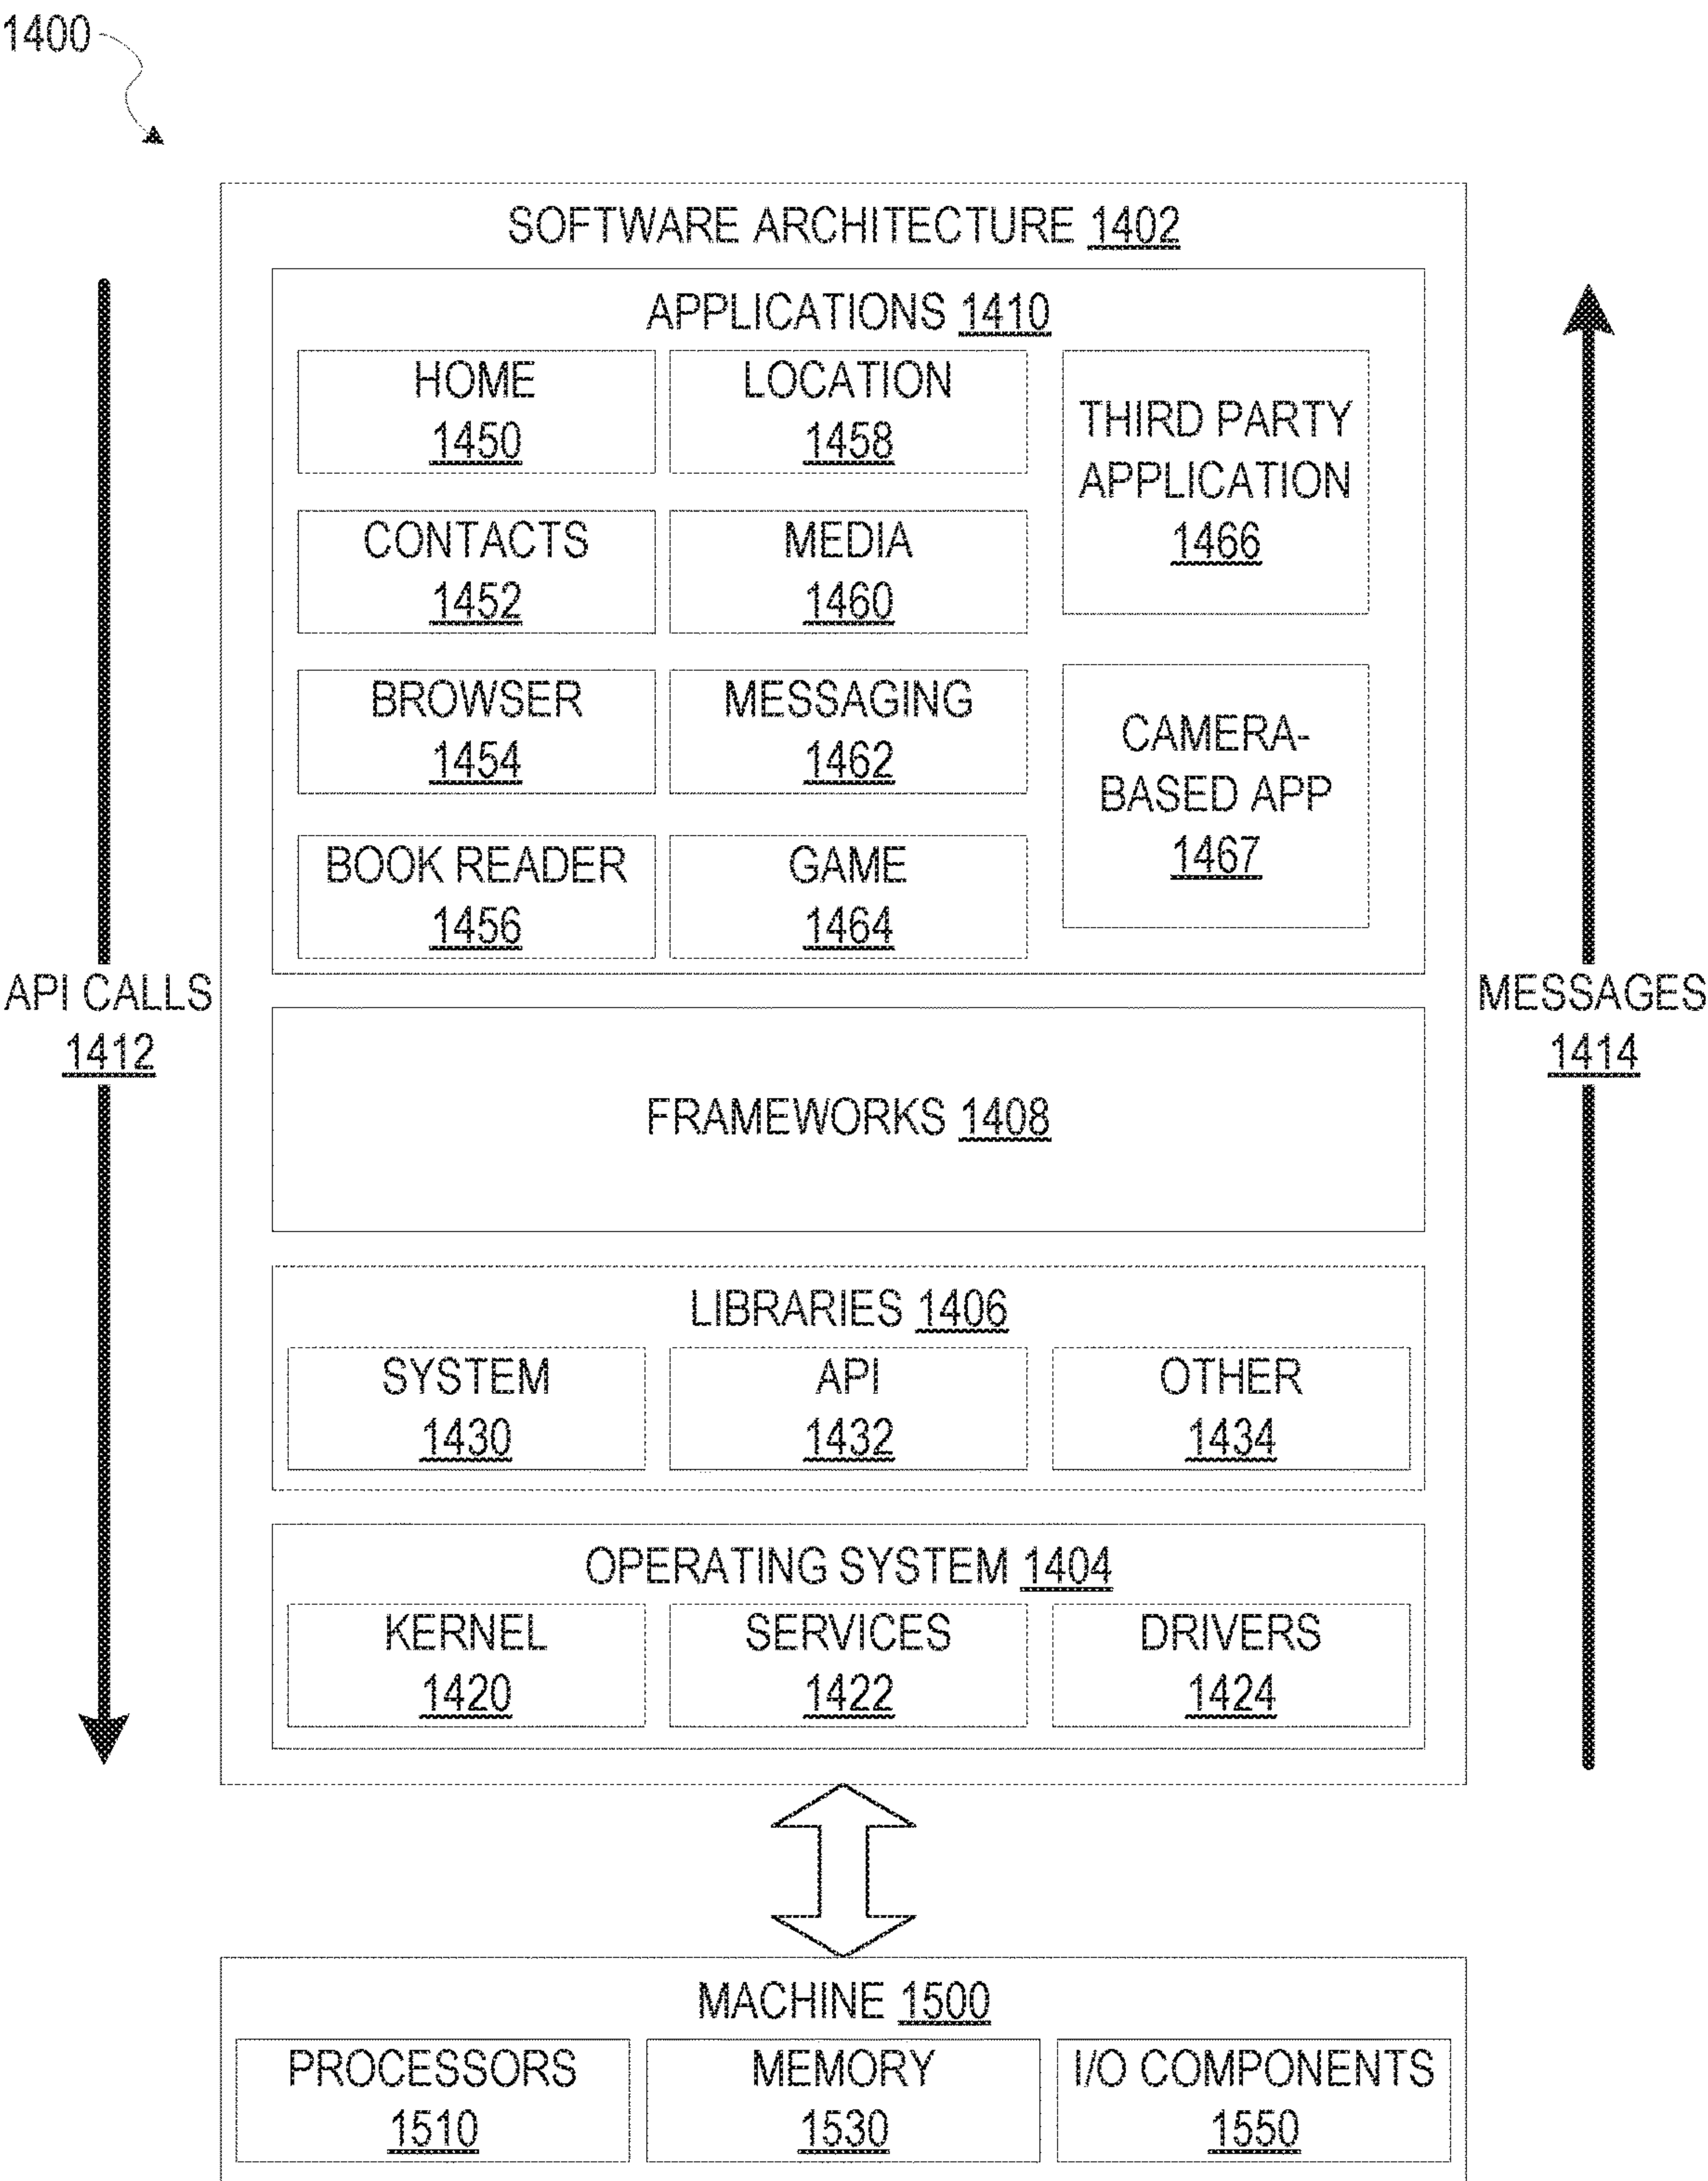 1400
SOFTWARE ARCHITECTURE 1402
APPLICATIONS 1410
HOME
1450
LOCATION
1458
THIRD PARTY
APPLICATION
1466
CONTACTS
1452
MEDIA
1460
BROWSER
1454
MESSAGING
1462
CAMERA-
BASED APP
1467
BOOK READER
1456
GAME
1464
API CALLS
1412
MESSAGES
1414
FRAMEWORKS 1408
LIBRARIES 1406
SYSTEM
1430
API
1432
OTHER
1434
OPERATING SYSTEM 1404
KERNEL
1420
SERVICES
1422
DRIVERS
1424
MACHINE 1500
PROCESSORS
1510
MEMORY
1530
I/O COMPONENTS
1550